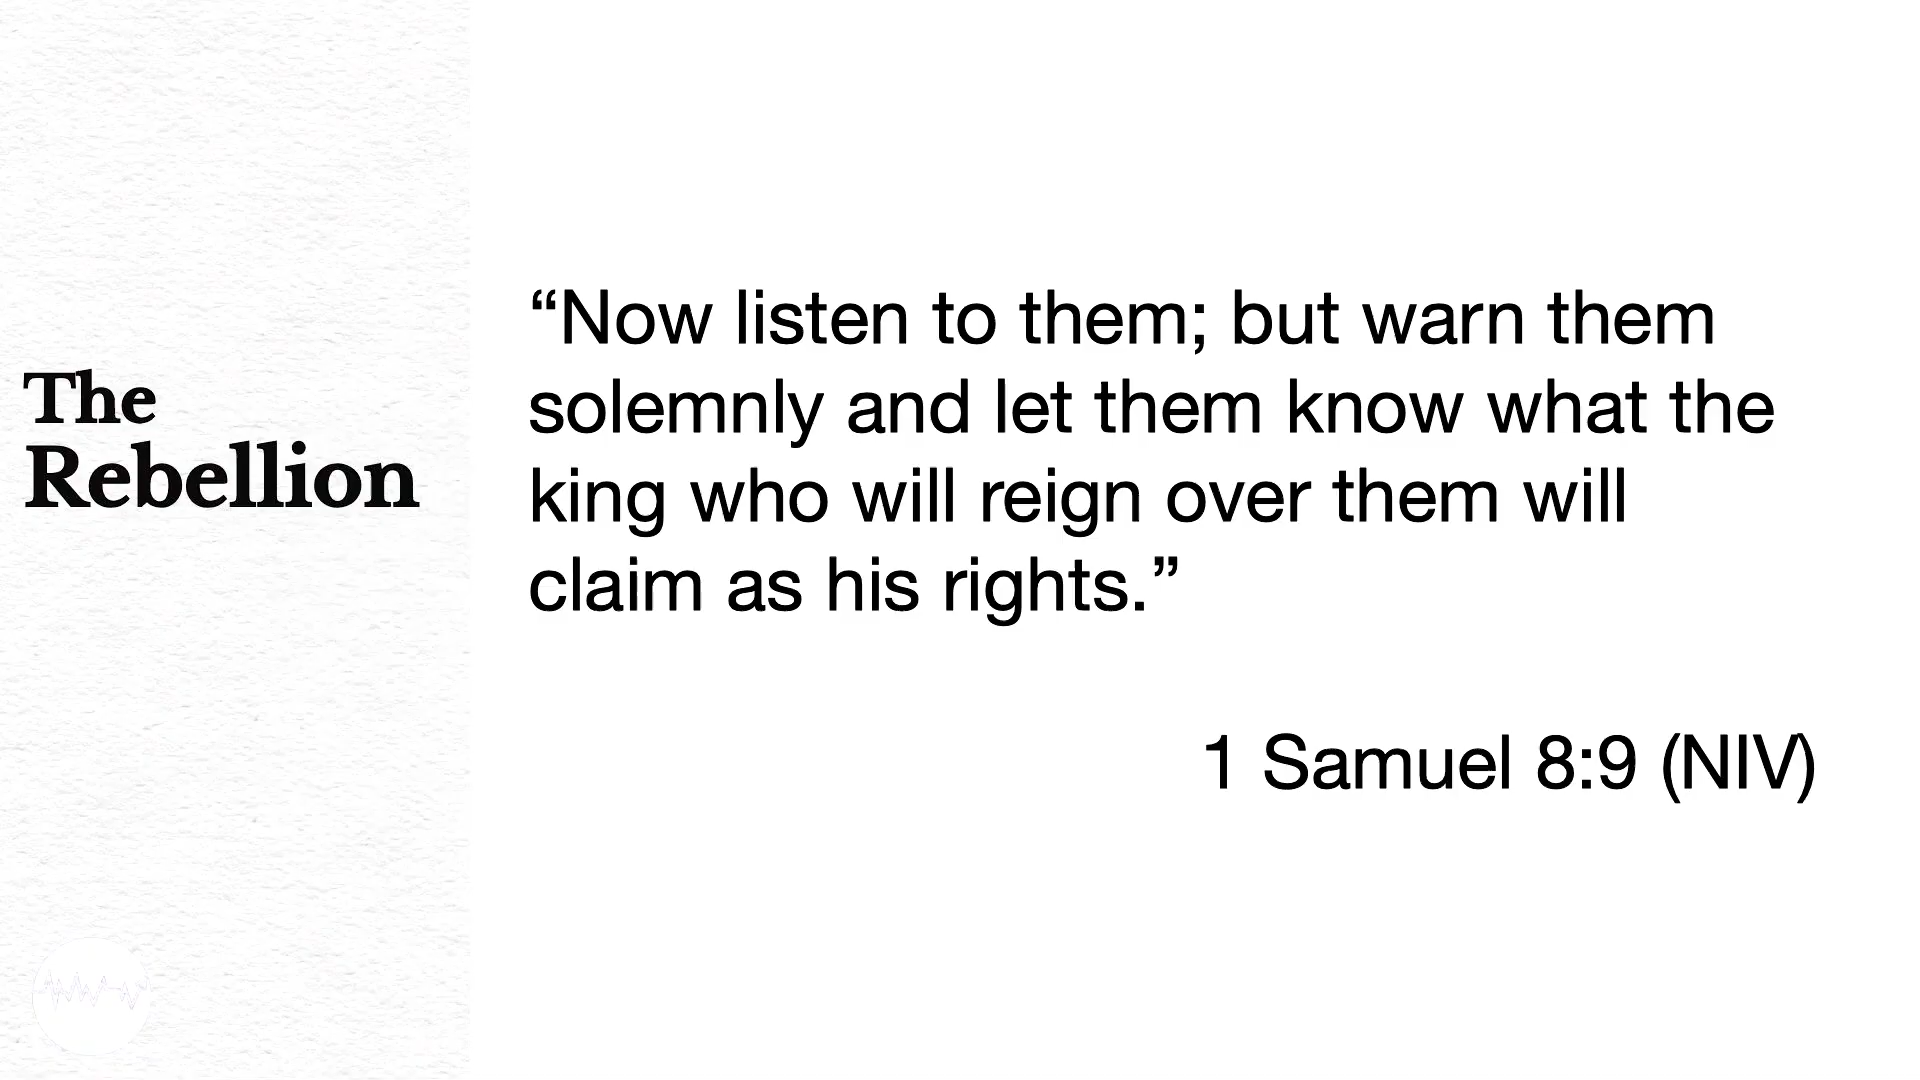 The
Rebellion
“Now listen to them; but warn them
solemnly and let them know what the
king who will reign over them will
claim as his rights.”
1 Samuel 8:9 (NIV)